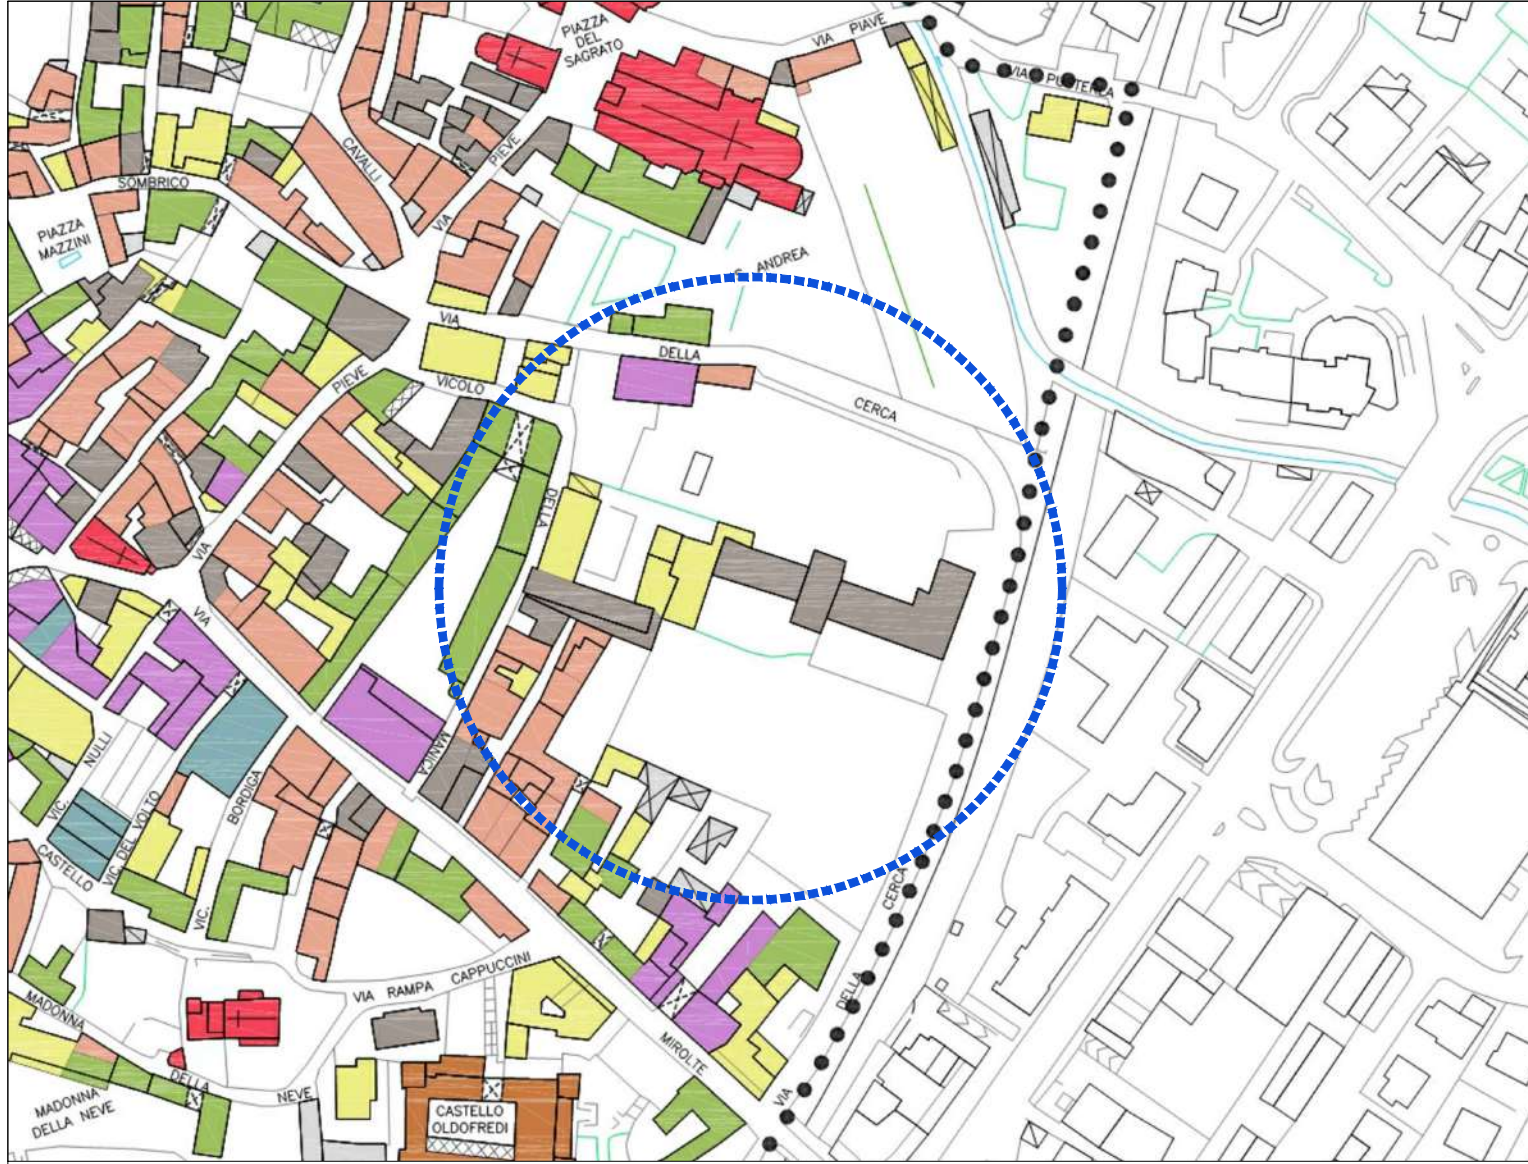 PIAZZA
DEL
SAGRATO
VIA PIAVE
VIA PUSTERLA
CAVALLI
PIEVE
VIA
SOMBRICO
PIAZZA
MAZZINI
S. ANDREA
VIA
DELLA
CERCA
VICOLO
DELLA
MANICA
PIEVE
VIA
VIA
NULLI
VIC.
CASTELLO
VIC. DEL VOLTO
BORDIGA
VIC.
VIA RAMPA CAPPUCCINI
MADONNA
DELLA
NEVE
MADONNA
DELLA NEVE
CASTELLO
OLDOFREDI
MIROLTE
CERCA
DELLA
VIA